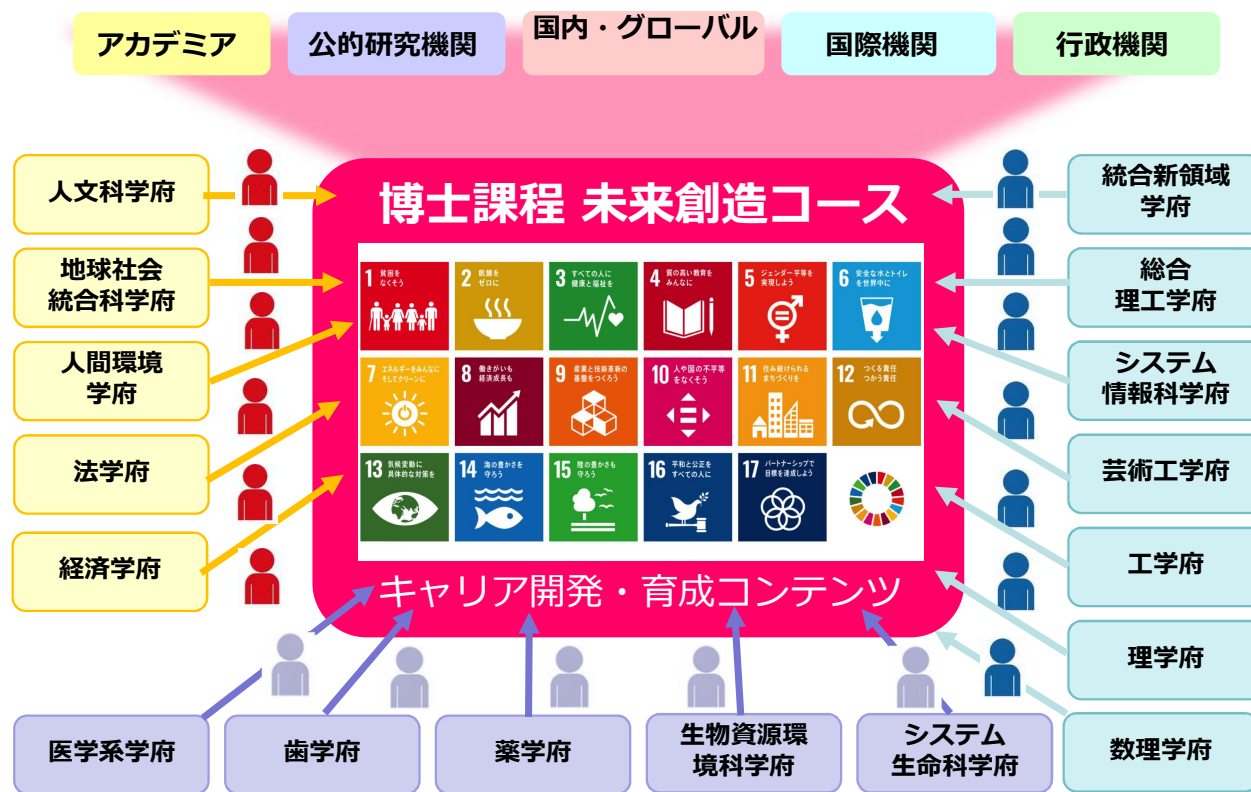 アカデミア
公的研究機関
国内・グローバル
国際機関
行政機関
人文科学府
地球社会
統合科学府
人間環境
学府
法学府
経済学府
博士課程 未来創造コース
1 貧困を
なくそう
2 飢餓を
ゼロに
3 すべての人に
健康と福祉を
4 質の高い教育を
みんなに
5 ジェンダー平等を
実現しよう
6 安全な水とトイレ
を世界中に
7 エネルギーをみんなに
そしてクリーンに
8 働きがいも
経済成長も
9 産業と技術革新の
基盤をつくろう
10 人や国の不平等
をなくそう
11 住み続けられる
まちづくりを
12 つくる責任
つかう責任
13 気候変動に
具体的な対策を
14 海の豊かさを
守ろう
15 陸の豊かさも
守ろう
16 平和と公正を
すべての人に
17 パートナーシップで
目標を達成しよう
キャリア開発・育成コンテンツ
統合新領域
学府
総合
理工学府
システム
情報科学府
芸術工学府
工学府
理学府
数理学府
医学系学府
歯学府
薬学府
生物資源環
境科学府
システム
生命科学府